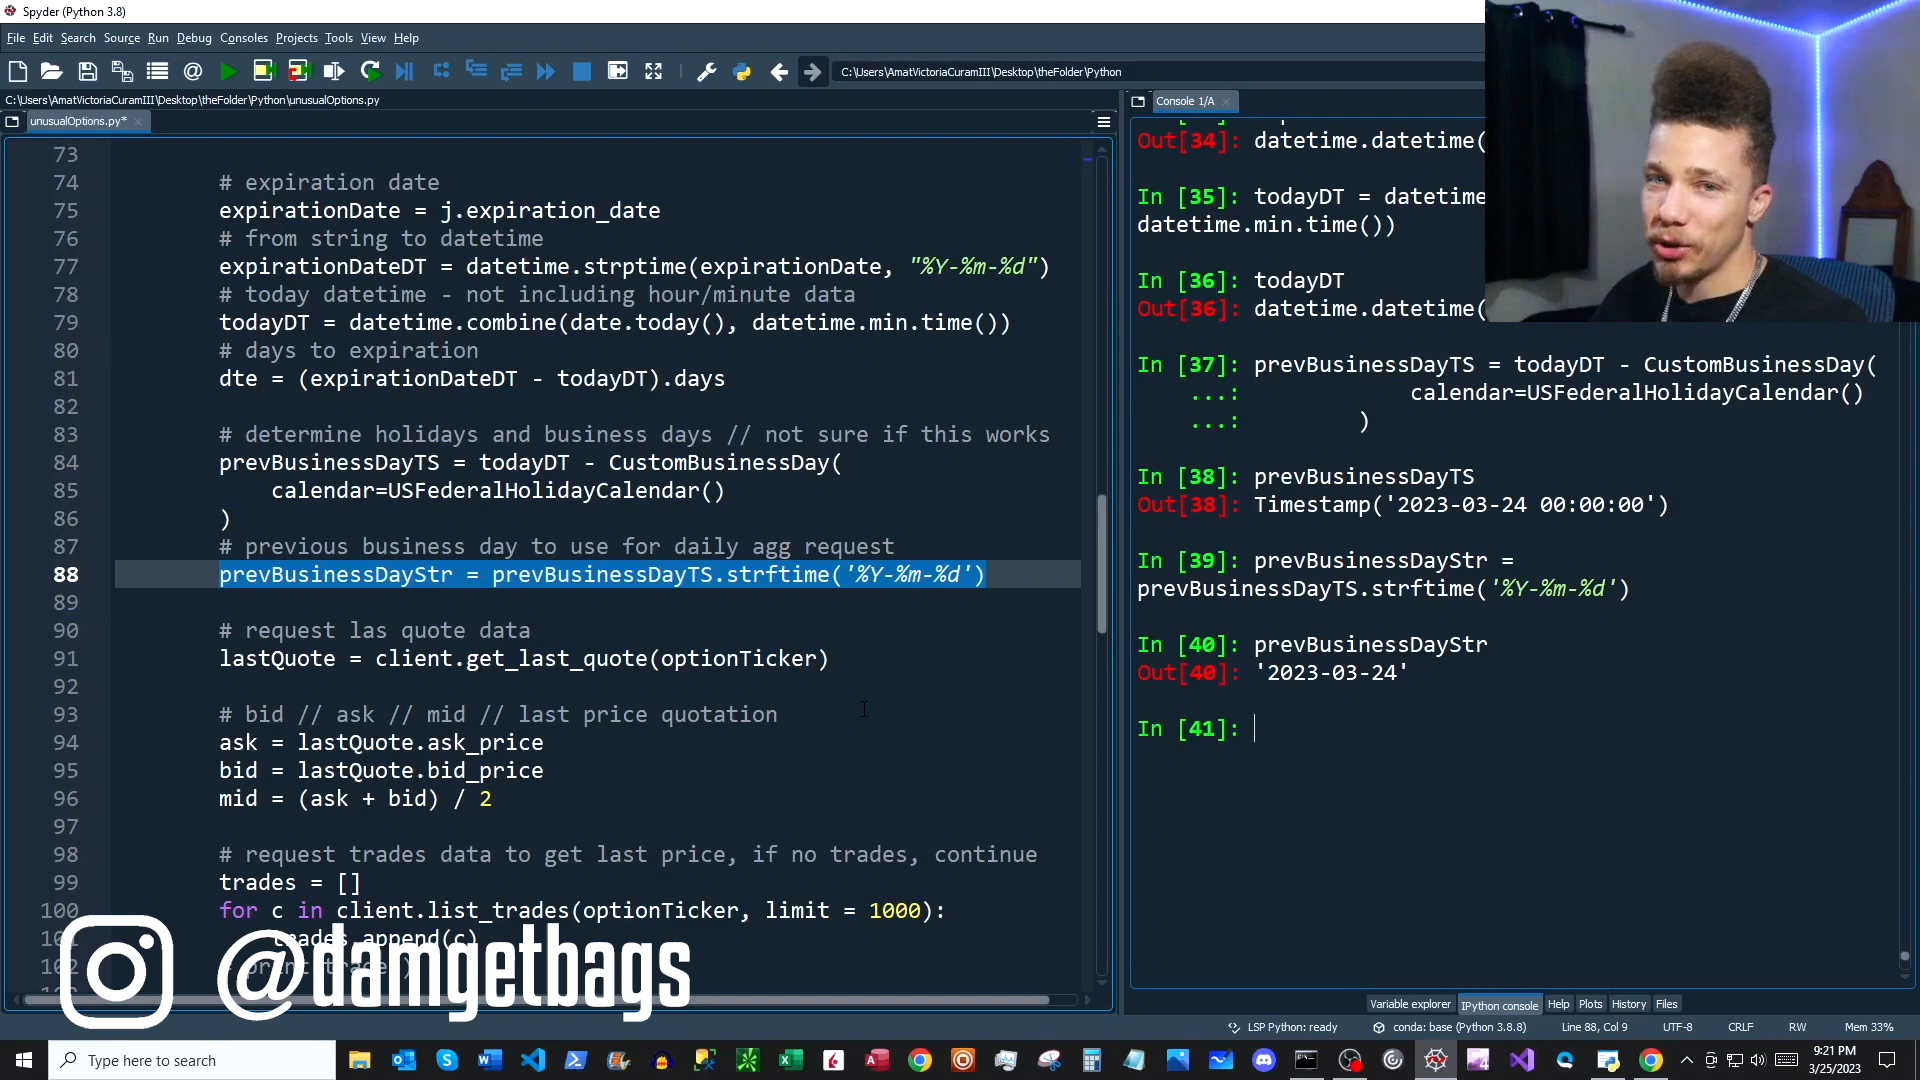 Spyder (Python 3.8)
File Edit Search Source Run Debug Consoles Projects Tools View Help
C:\Users\AmatVictoriaCuramIII\Desktop\theFolder\Python
C:\Users\AmatVictoriaCuramIII\Desktop\theFolder\Python\unusualOptions.py
unusualOptions.py*
73
74 # expiration date
75 expirationDate = j.expiration_date
76 # from string to datetime
77 expirationDateDT = datetime.strptime(expirationDate, "%Y-%m-%d")
78 # today datetime - not including hour/minute data
79 todayDT = datetime.combine(date.today(), datetime.min.time())
80 # days to expiration
81 dte = (expirationDateDT - todayDT).days
82
83 # determine holidays and business days // not sure if this works
84 prevBusinessDayTS = todayDT - CustomBusinessDay(
85 calendar=USFederalHolidayCalendar()
86 )
87 # previous business day to use for daily agg request
88 prevBusinessDayStr = prevBusinessDayTS.strftime('%Y-%m-%d')
89
90 # request las quote data
91 lastQuote = client.get_last_quote(optionTicker)
92
93 # bid // ask // mid // last price quotation
94 ask = lastQuote.ask_price
95 bid = lastQuote.bid_price
96 mid = (ask + bid) / 2
97
98 # request trades data to get last price, if no trades, continue
99 trades = []
100 for c in client.list_trades(optionTicker, limit = 1000):
101 trades.append(c)
102
@damgetbags
Console 1/A
Out[34]: datetime.datetime(
In [35]: todayDT = datetime
datetime.min.time())
In [36]: todayDT
Out[36]: datetime.datetime(
In [37]: prevBusinessDayTS = todayDT - CustomBusinessDay(
...: calendar=USFederalHolidayCalendar()
...: )
In [38]: prevBusinessDayTS
Out[38]: Timestamp('2023-03-24 00:00:00')
In [39]: prevBusinessDayStr =
prevBusinessDayTS.strftime('%Y-%m-%d')
In [40]: prevBusinessDayStr
Out[40]: '2023-03-24'
In [41]:
Variable explorer IPython console Help Plots History Files
LSP Python: ready conda: base (Python 3.8.8) Line 88, Col 9 UTF-8 CRLF RW Mem 33%
Type here to search
9:21 PM
3/25/2023